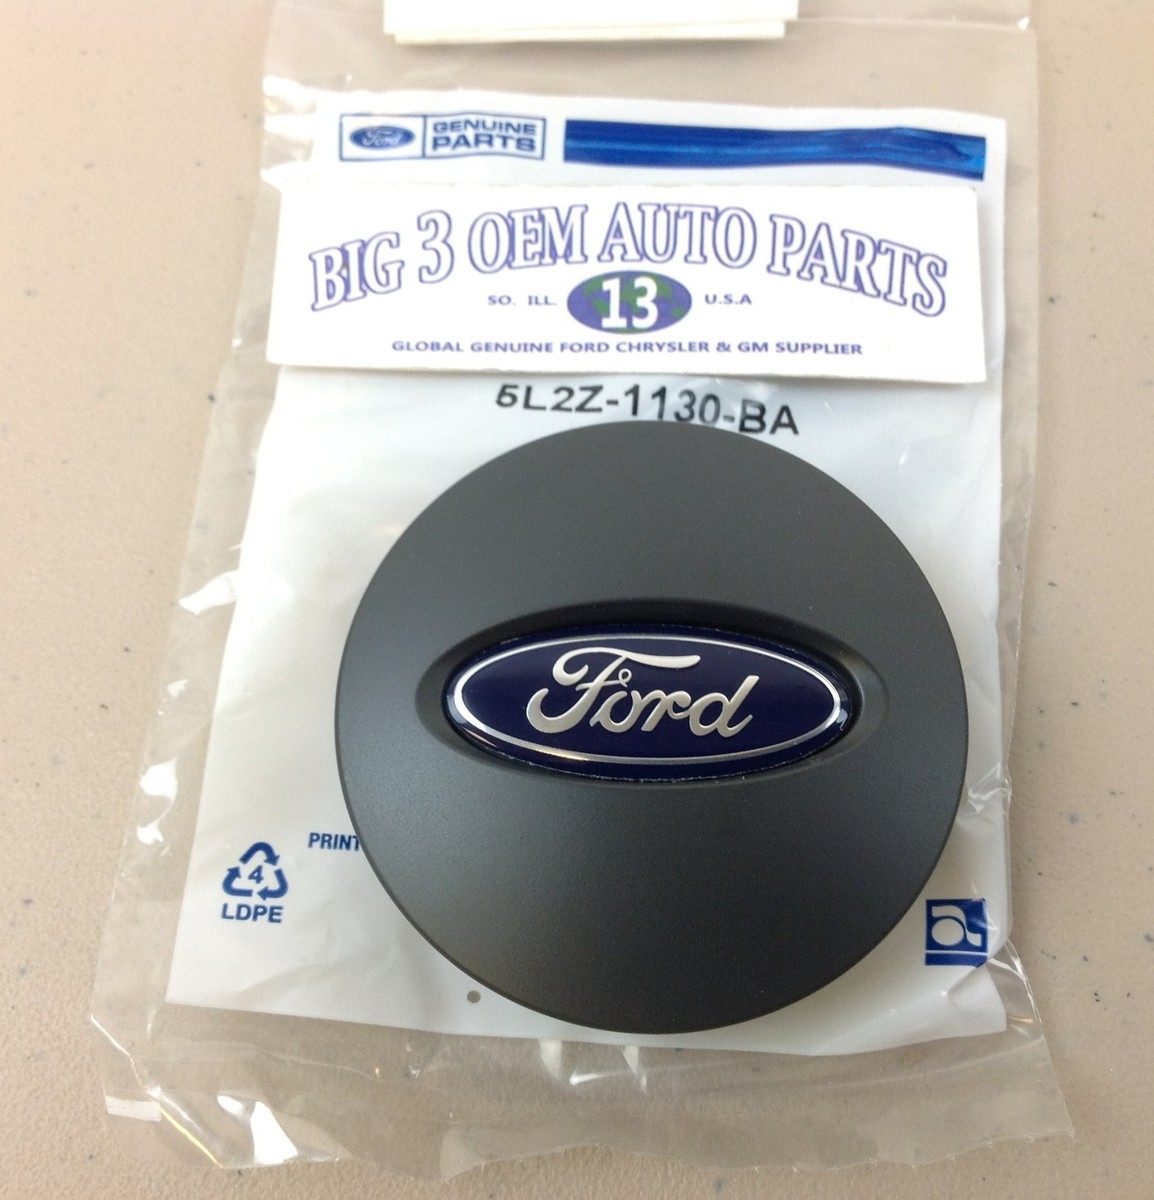 Ford GENUINE PARTS
BIG 3 OEM AUTO PARTS
SO. ILL. 13 U.S.A
GLOBAL GENUINE FORD CHRYSLER & GM SUPPLIER
5L2Z-1130-BA
Ford
PRINT
4
LDPE
a